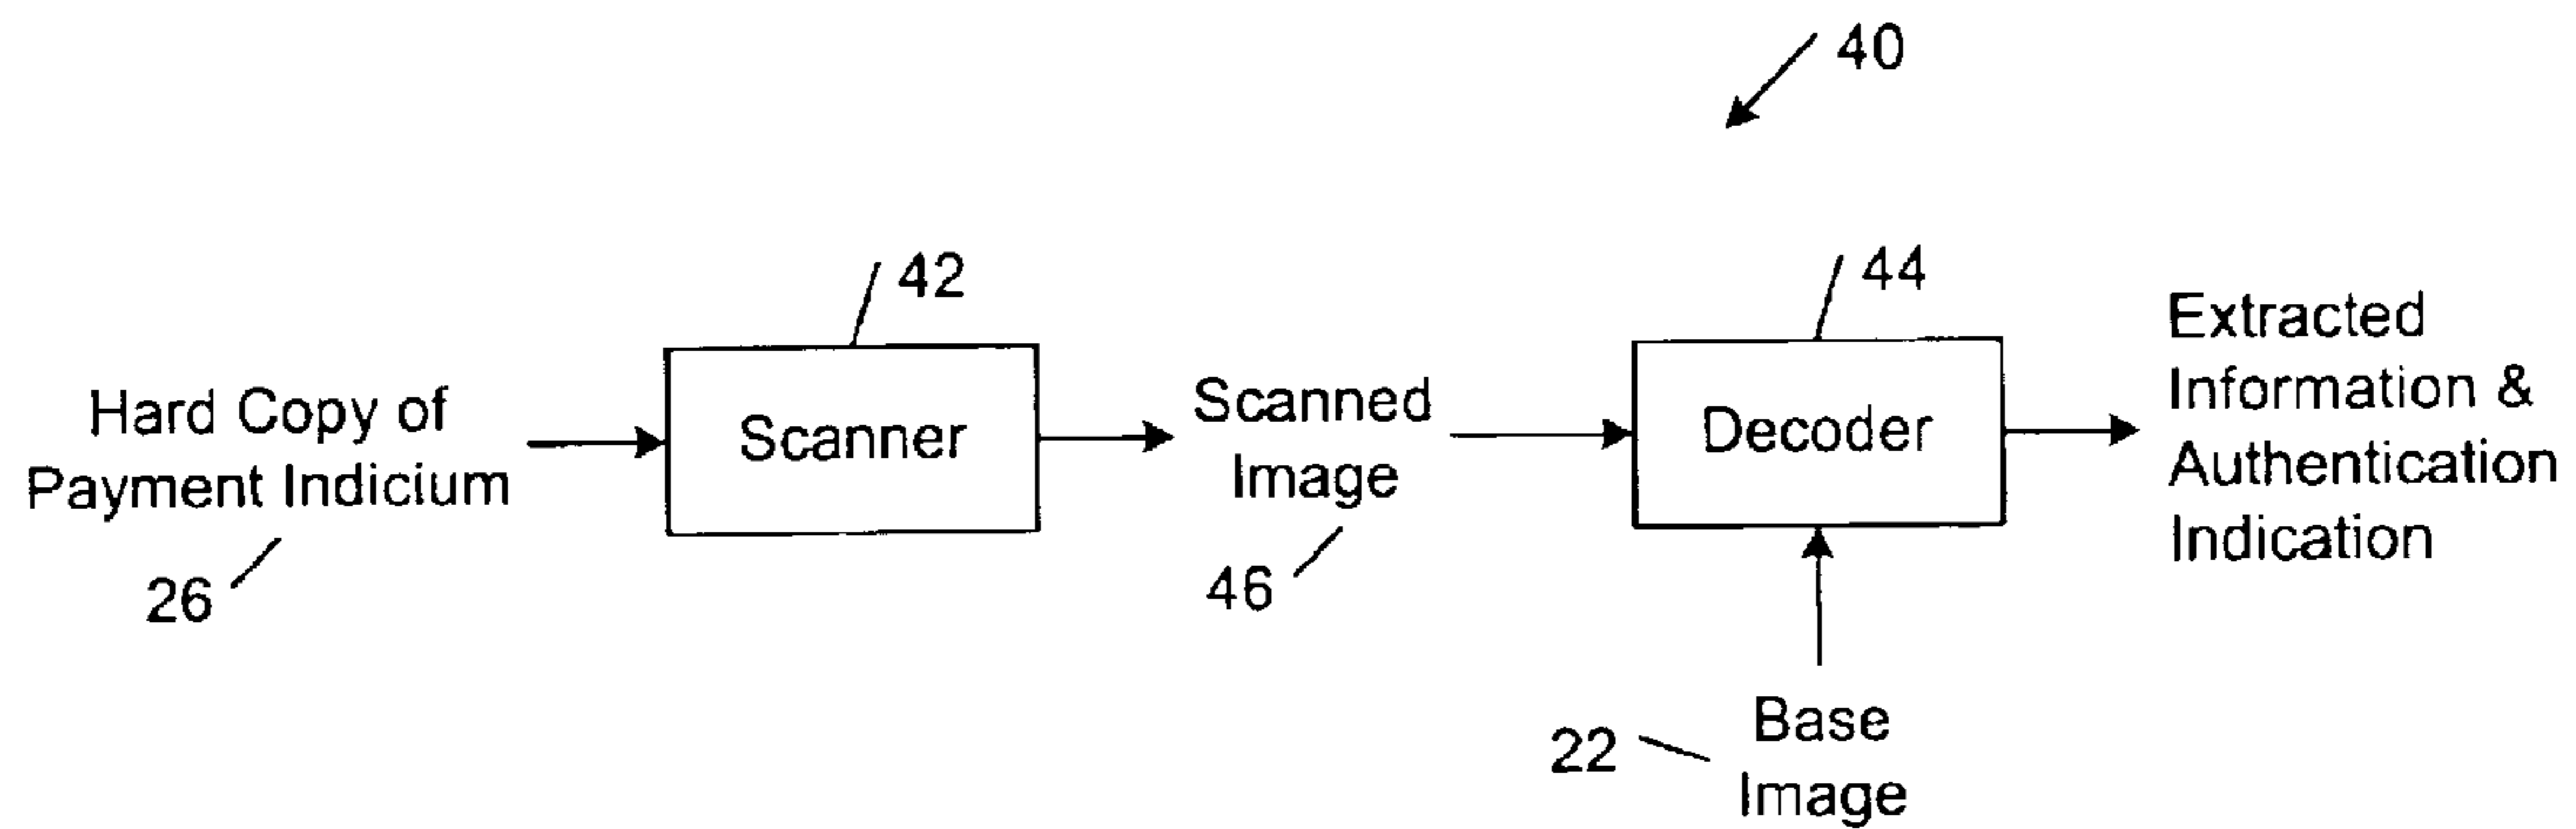 40
42
44
Hard Copy of
Payment Indicium
26
Scanner
Scanned
Image
46
Decoder
Extracted
Information &
Authentication
Indication
22
Base
Image